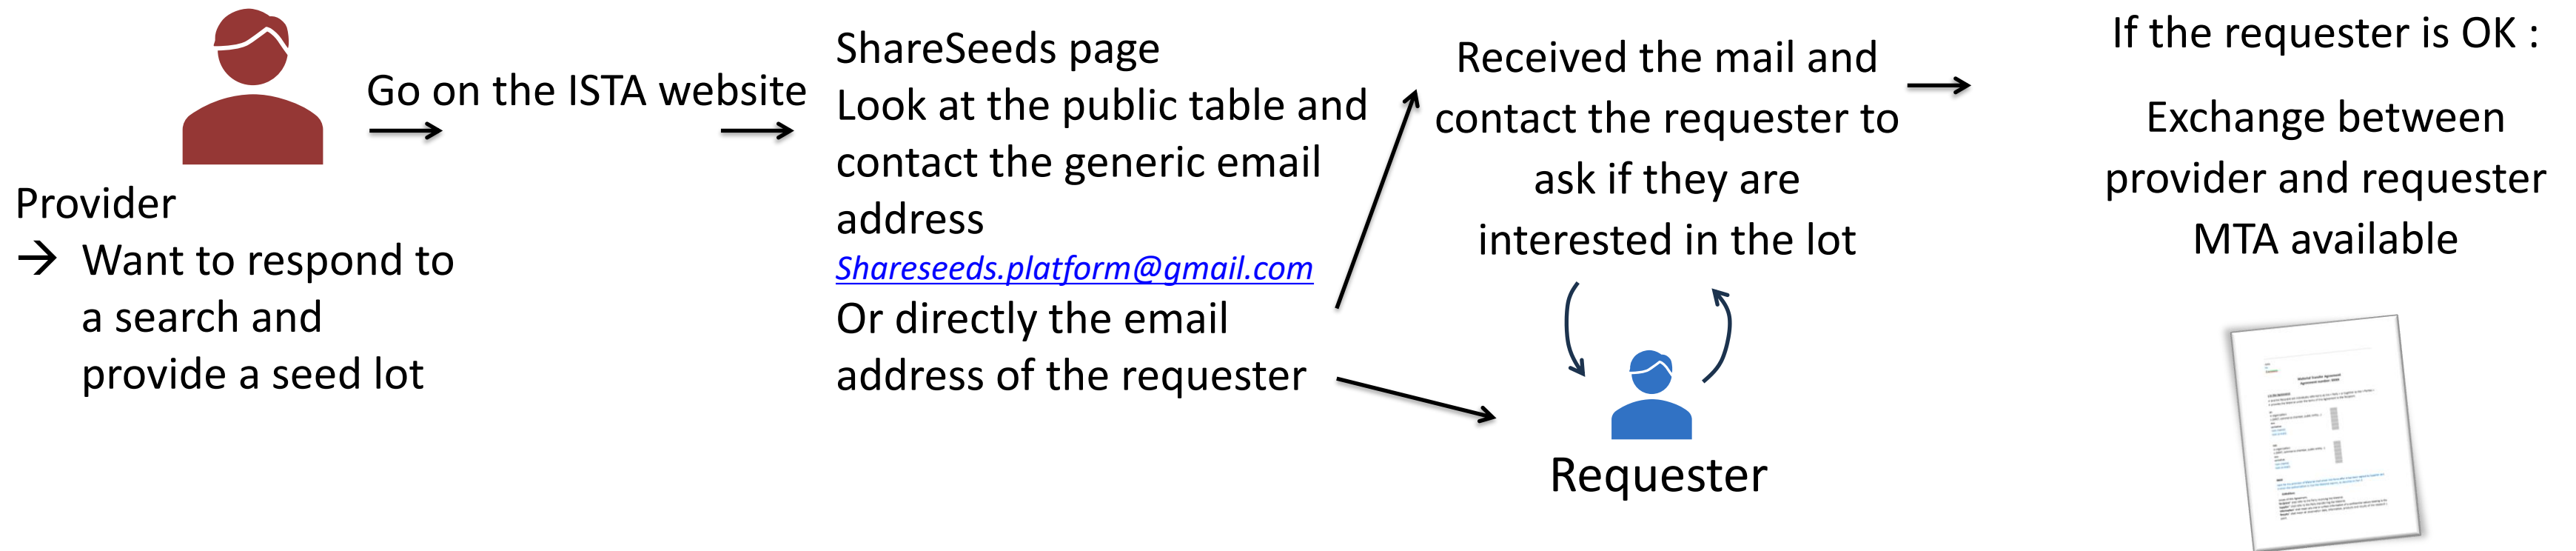 Provider
→ Want to respond to
a search and
provide a seed lot
Go on the ISTA website
ShareSeeds page
Look at the public table and
contact the generic email
address
Shareseeds.platform@gmail.com
Or directly the email
address of the requester
Received the mail and
contact the requester to
ask if they are
interested in the lot
Requester
If the requester is OK :
Exchange between
provider and requester
MTA available
Material Transfer Agreement